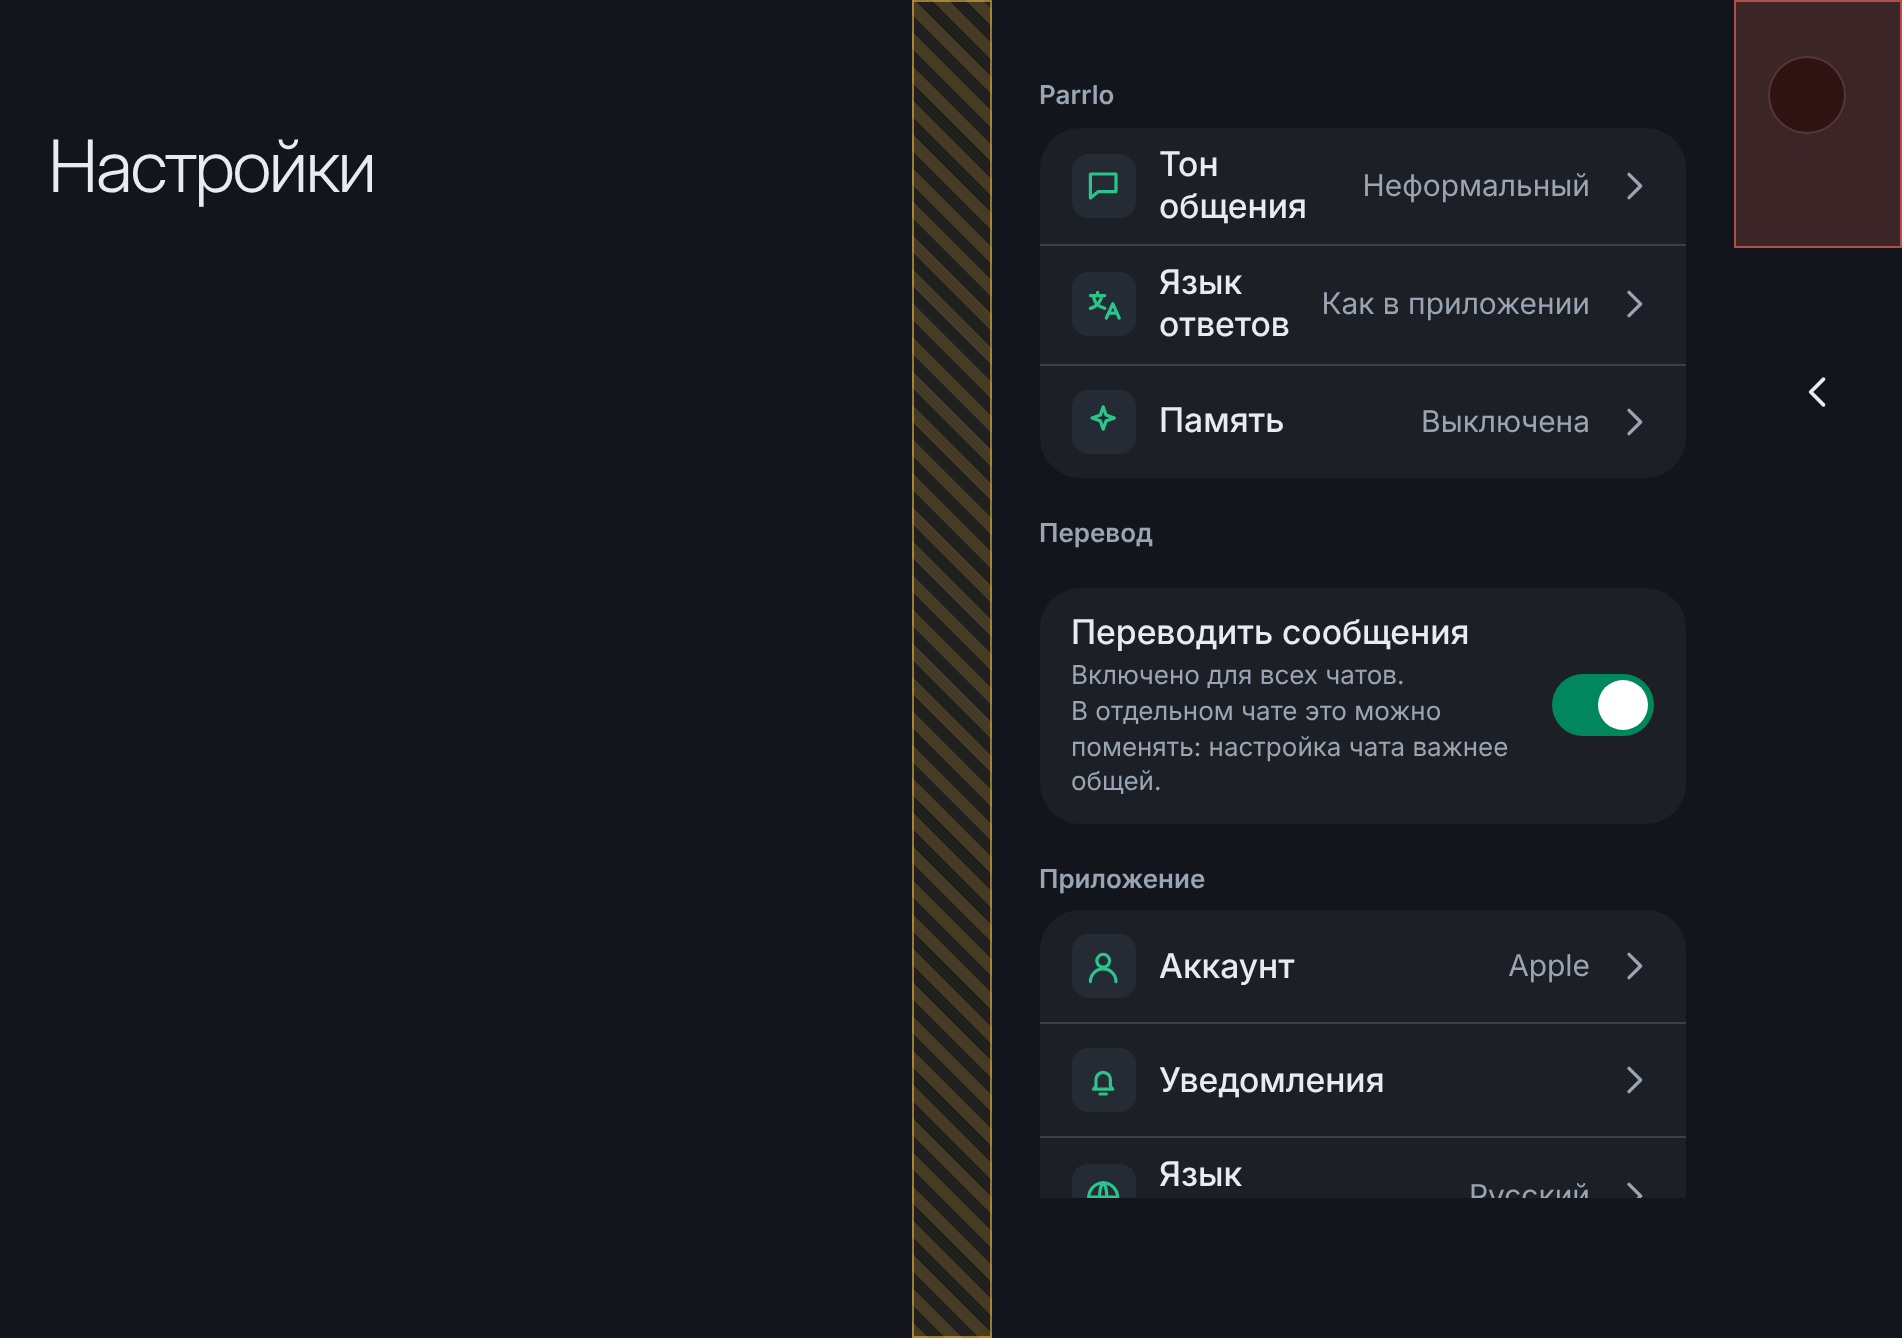 Настройки
Parrlo
Тон
общения
Неформальный
Язык
ответов
Как в приложении
Память
Выключена
Перевод
Переводить сообщения
Включено для всех чатов.
В отдельном чате это можно
поменять: настройка чата важнее
общей.
Приложение
Аккаунт
Apple
Уведомления
Язык
Русский